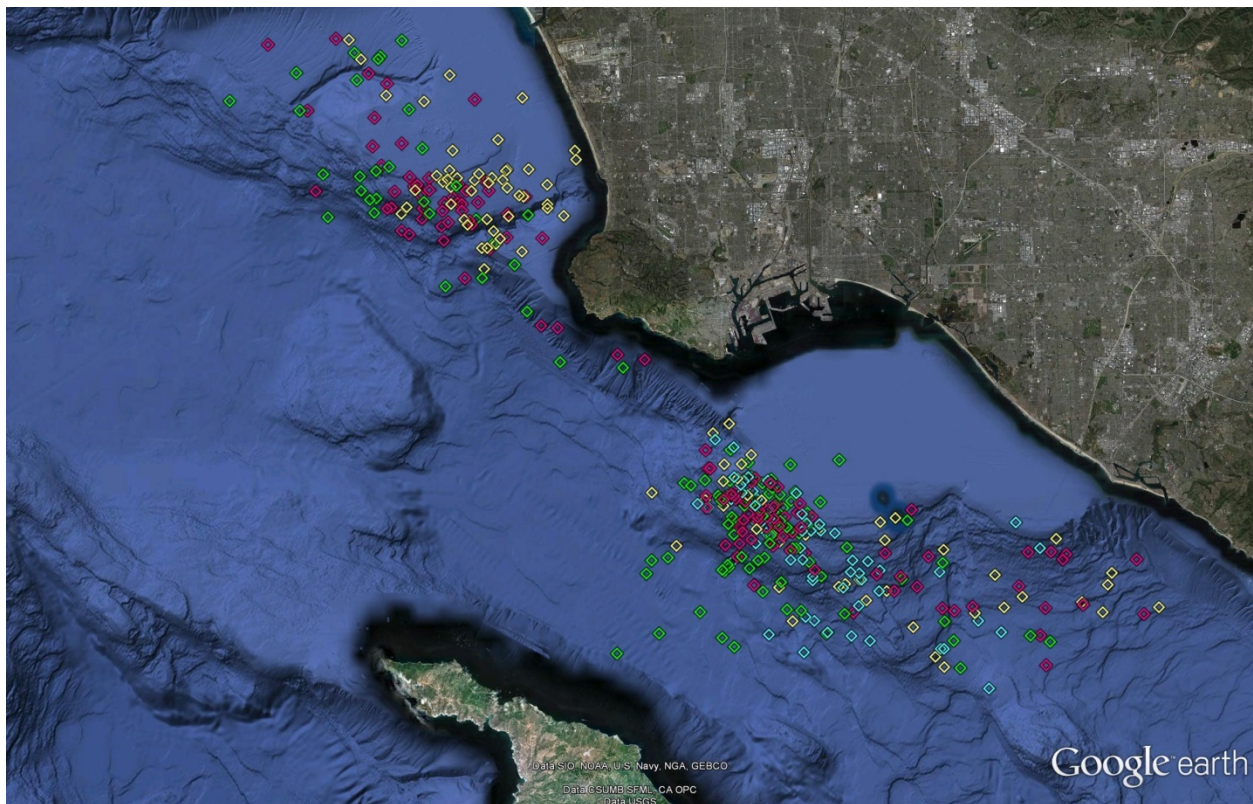 Data SIO, NOAA, U.S. Navy, NGA, GEBCO
Data CSUMB SFML, CA OPC
Data USGS
Google earth